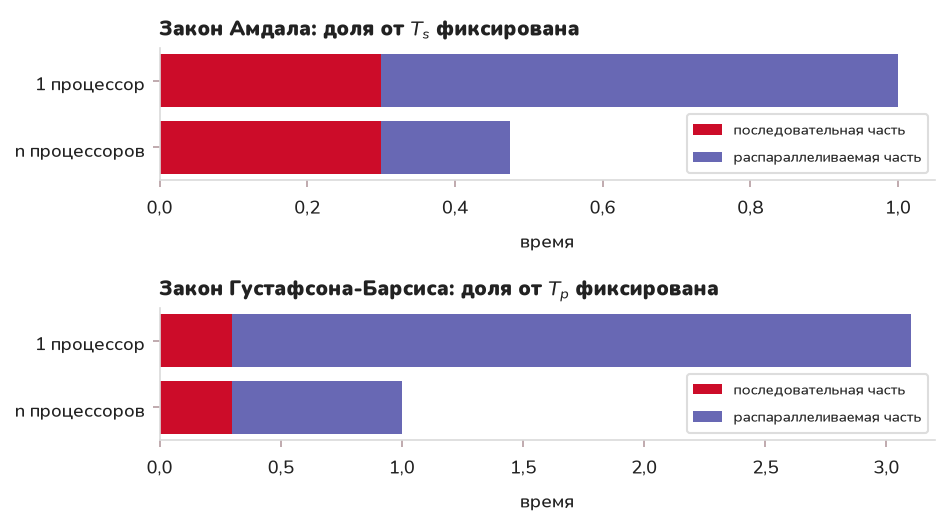 Закон Амдала: доля от Ts фиксирована
1 процессор
n процессоров
последовательная часть
распараллеливаемая часть
0,0 0,2 0,4 0,6 0,8 1,0
время
Закон Густафсона-Барсиса: доля от Tp фиксирована
1 процессор
n процессоров
последовательная часть
распараллеливаемая часть
0,0 0,5 1,0 1,5 2,0 2,5 3,0
время